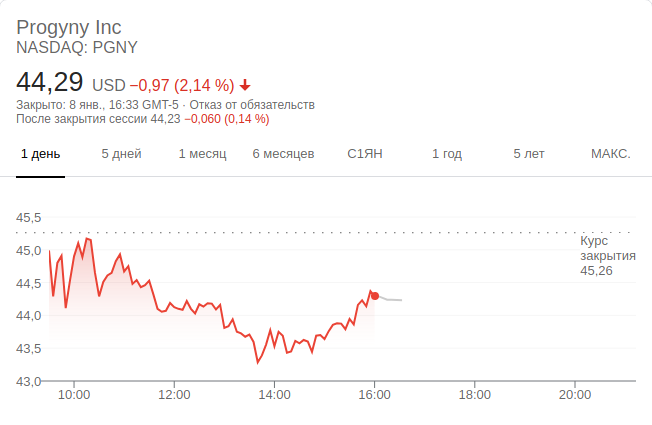 Progyny Inc
NASDAQ: PGNY
44,29 USD −0,97 (2,14 %)
Закрыто: 8 янв., 16:33 GMT-5 · Отказ от обязательств
После закрытия сессии 44,23 −0,060 (0,14 %)
1 день 5 дней 1 месяц 6 месяцев С1ЯН 1 год 5 лет МАКС.
45,5
Курс
закрытия
45,26
45,0
44,5
44,0
43,5
43,0
10:00 12:00 14:00 16:00 18:00 20:00